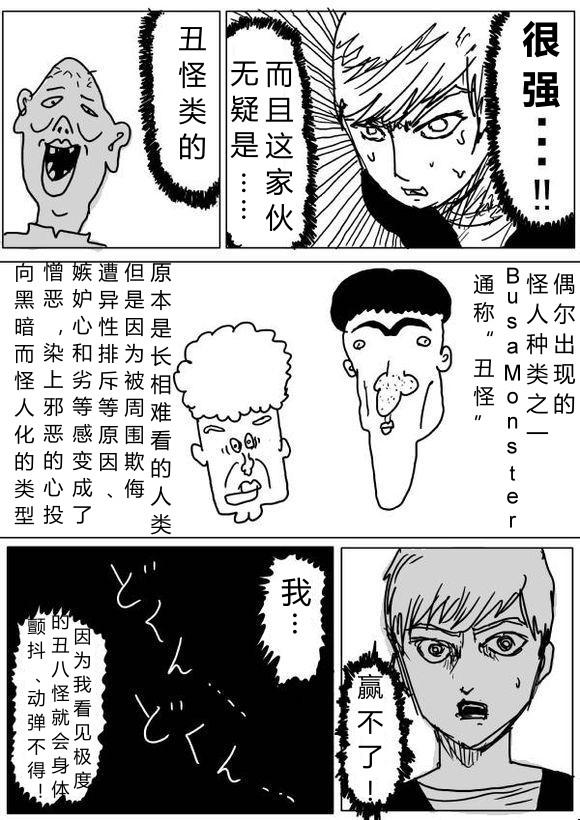 很强…!!
而且这家伙
无疑是……
丑怪类的
偶尔出现的
怪人种类之一
BusaMonster
通称“丑怪”
原本是长相难看的人类
但是因为被周围欺侮
遭异性排斥等原因、
嫉妒心和劣等感变成了
憎恶,染上邪恶的心投
向黑暗而怪人化的类型
赢不了!
我…
どくん…
どくん…
因为我看见极度
的丑八怪就会身体
颤抖、动弹不得!